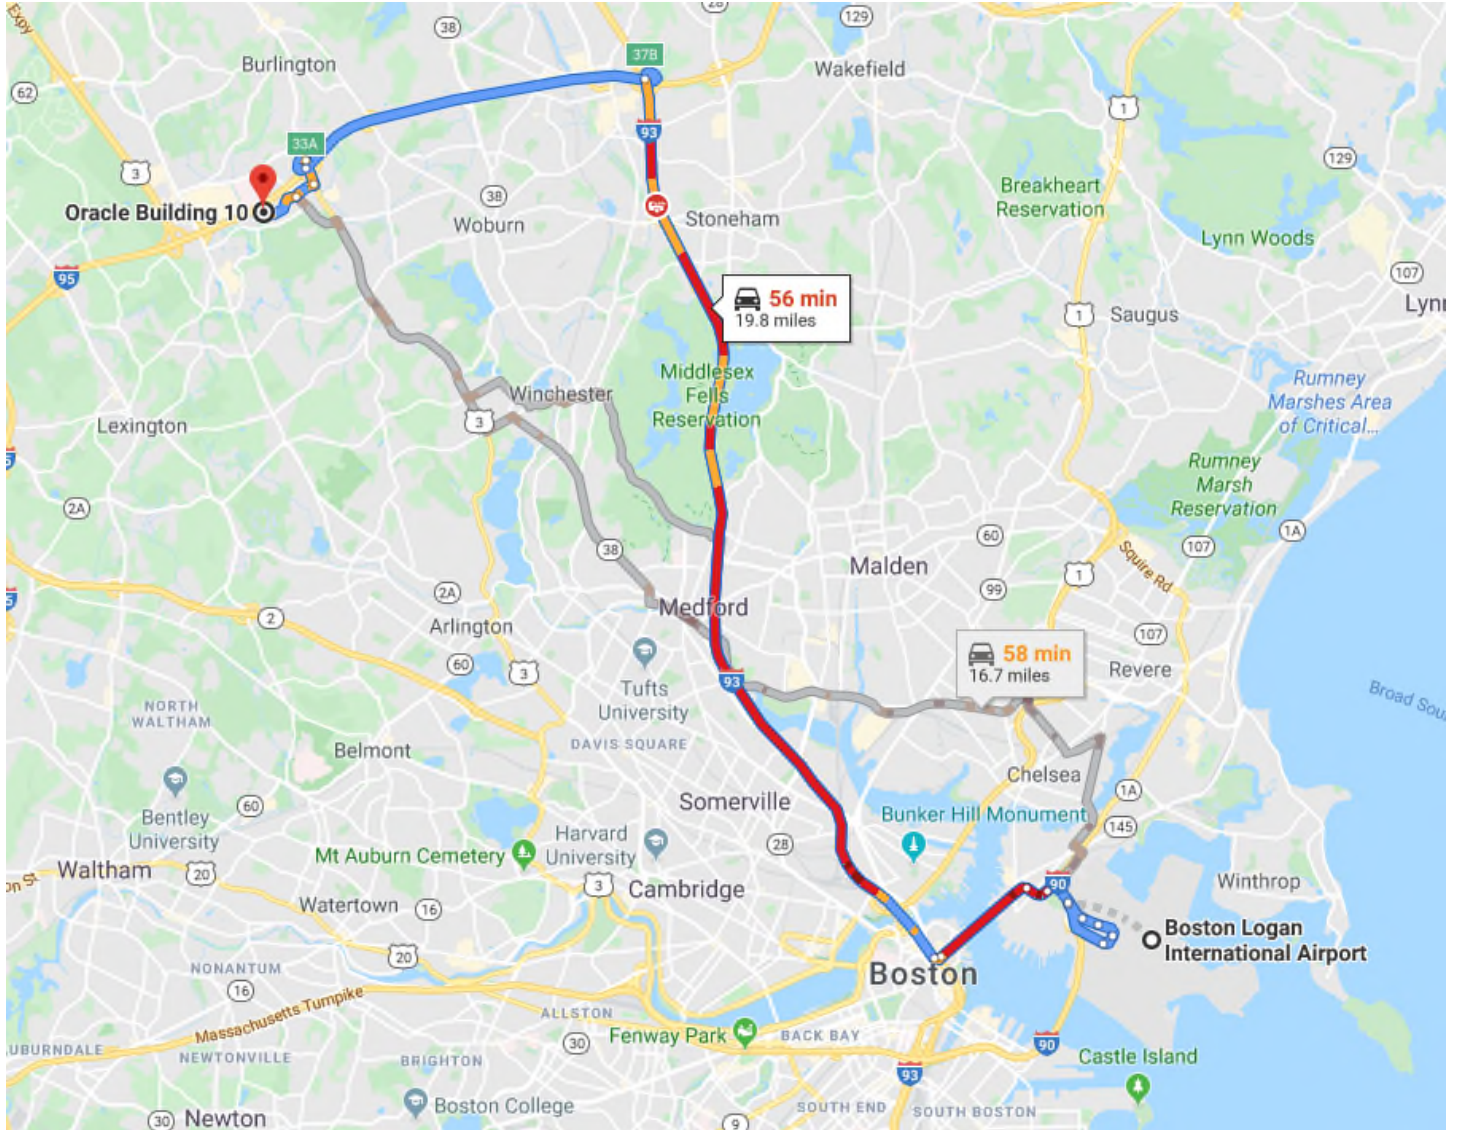 Expy
38
28
129
37B
Burlington
Wakefield
62
1
33A
93
129
3
38
Breakheart
Reservation
Oracle Building 10
Woburn
Stoneham
Lynn Woods
95
107
56 min
19.8 miles
Lynn
1
Saugus
Middlesex
Fells
Reservation
Rumney
Marshes Area
of Critical...
Winchester
3
Lexington
Rumney
Marsh
Reservation
2A
38
60
107
1A
Malden
Squire Rd
1
99
2A
2
Medford
Arlington
107
60
3
Tufts
University
93
58 min
16.7 miles
Revere
NORTH
WALTHAM
DAVIS SQUARE
Belmont
Chelsea
1A
60
Somerville
Bunker Hill Monument
145
Bentley
University
Harvard
University
28
Mt Auburn Cemetery
Waltham
20
3
Cambridge
90
Winthrop
on St
Watertown
16
Boston Logan
International Airport
20
NONANTUM
16
Boston
Massachusetts Turnpike
ALLSTON
Fenway Park
BACK BAY
90
30
UBURNDALE
NEWTONVILLE
BRIGHTON
Castle Island
93
Boston College
SOUTH END
SOUTH BOSTON
30
Newton
9